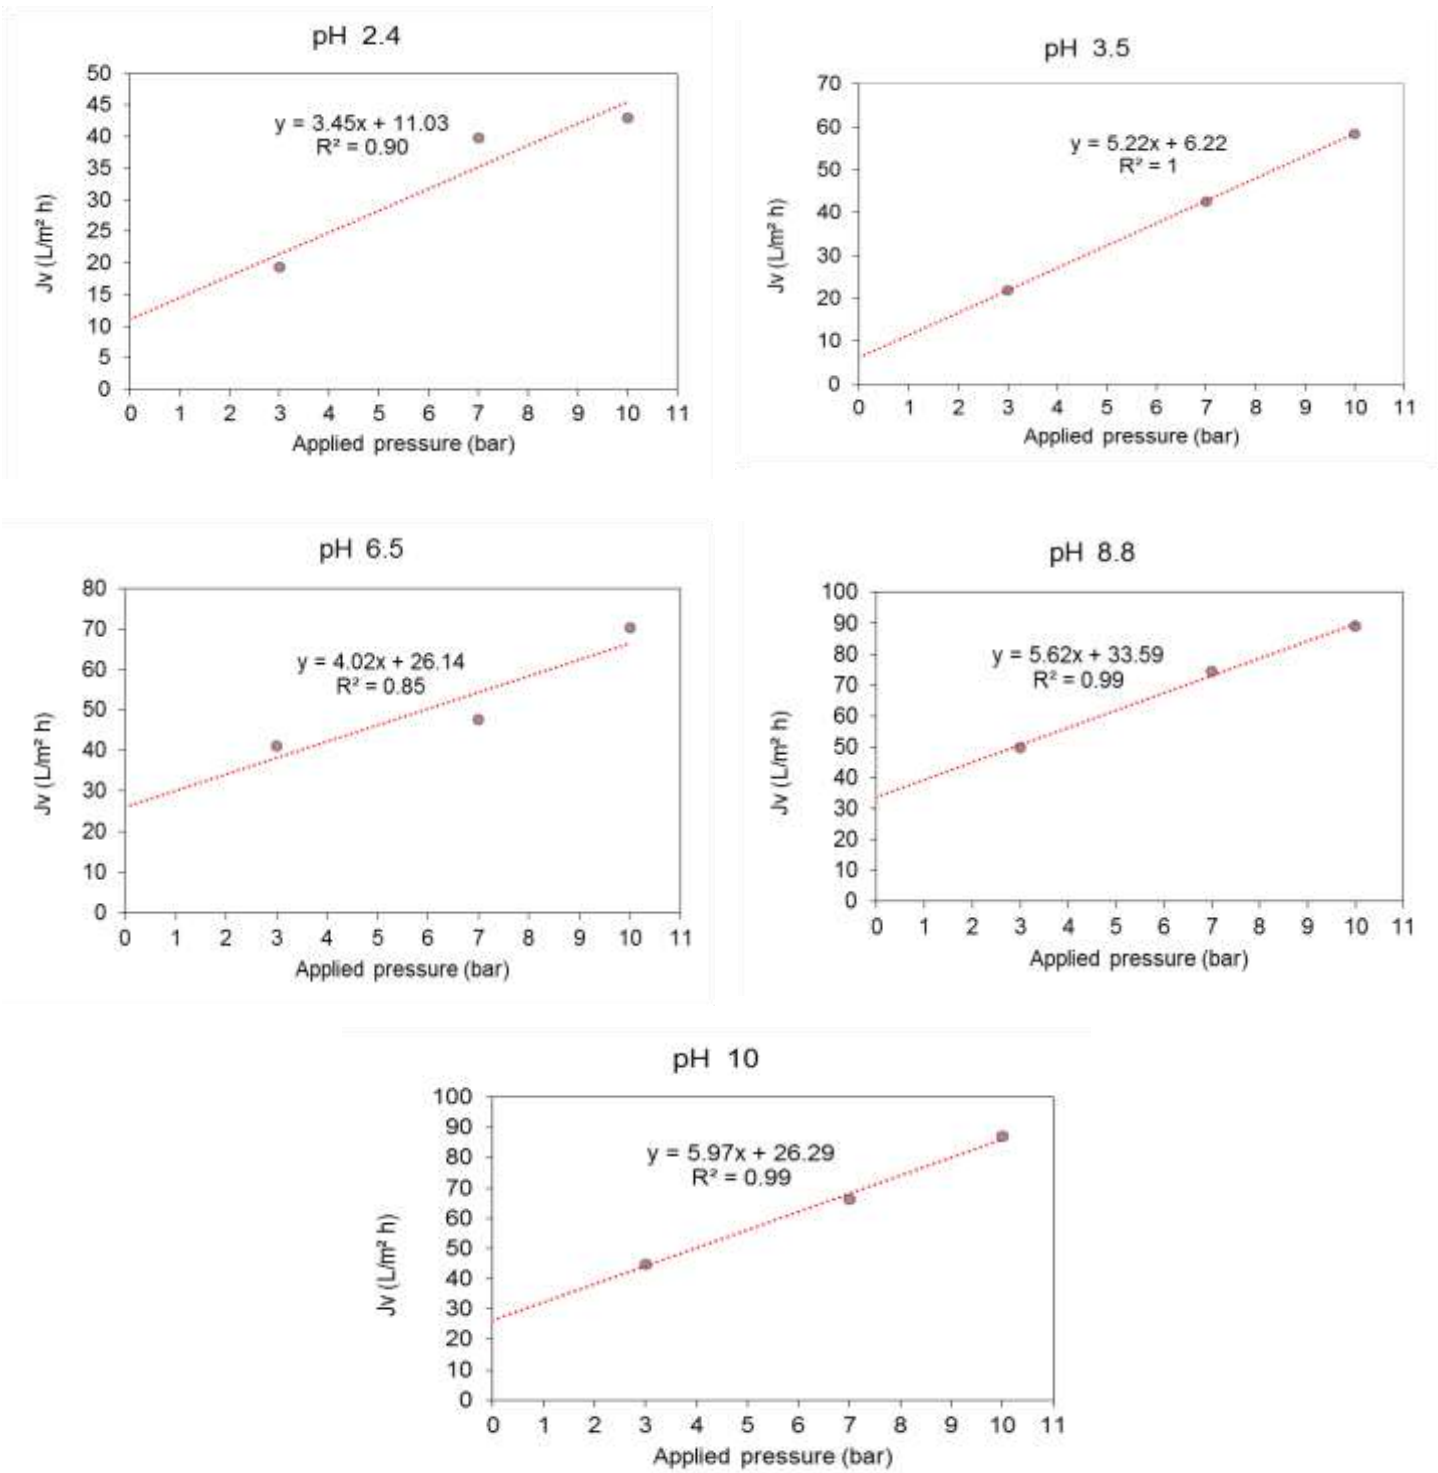 pH 2.4
50
45
40
35
30
25
20
15
10
5
0
y = 3.45x + 11.03
R² = 0.90
Jv (L/m² h)
0 1 2 3 4 5 6 7 8 9 10 11
Applied pressure (bar)
pH 3.5
70
60
50
40
30
20
10
0
y = 5.22x + 6.22
R² = 1
Jv (L/m² h)
0 1 2 3 4 5 6 7 8 9 10 11
Applied pressure (bar)
pH 6.5
80
70
60
50
40
30
20
10
0
y = 4.02x + 26.14
R² = 0.85
Jv (L/m² h)
0 1 2 3 4 5 6 7 8 9 10 11
Applied pressure (bar)
pH 8.8
100
90
80
70
60
50
40
30
20
10
0
y = 5.62x + 33.59
R² = 0.99
Jv (L/m² h)
0 1 2 3 4 5 6 7 8 9 10 11
Applied pressure (bar)
pH 10
100
90
80
70
60
50
40
30
20
10
0
y = 5.97x + 26.29
R² = 0.99
Jv (L/m² h)
0 1 2 3 4 5 6 7 8 9 10 11
Applied pressure (bar)